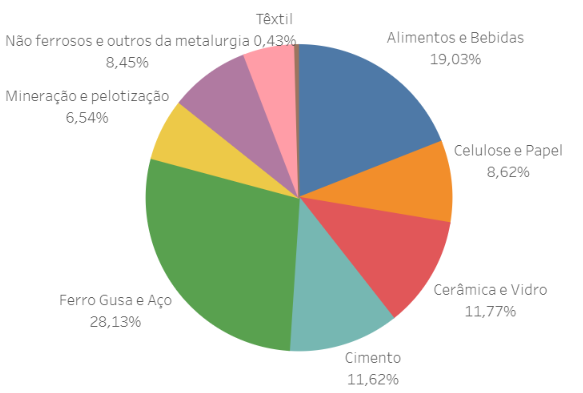 Têxtil
0,43%
Alimentos e Bebidas
19,03%
Celulose e Papel
8,62%
Cerâmica e Vidro
11,77%
Cimento
11,62%
Ferro Gusa e Aço
28,13%
Mineração e pelotização
6,54%
Não ferrosos e outros da metalurgia
8,45%